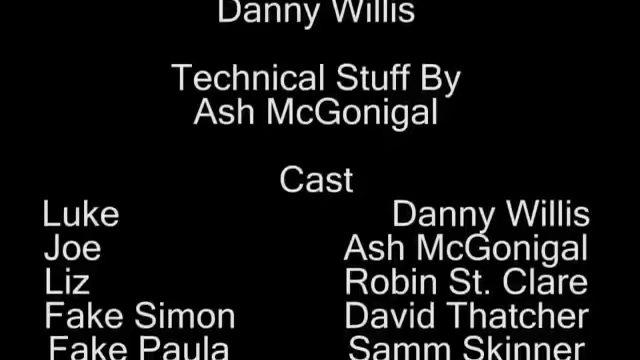 Danny Willis
Technical Stuff By
Ash McGonigal
Cast
Luke Danny Willis
Joe Ash McGonigal
Liz Robin St. Clare
Fake Simon David Thatcher
Fake Paula Samm Skinner